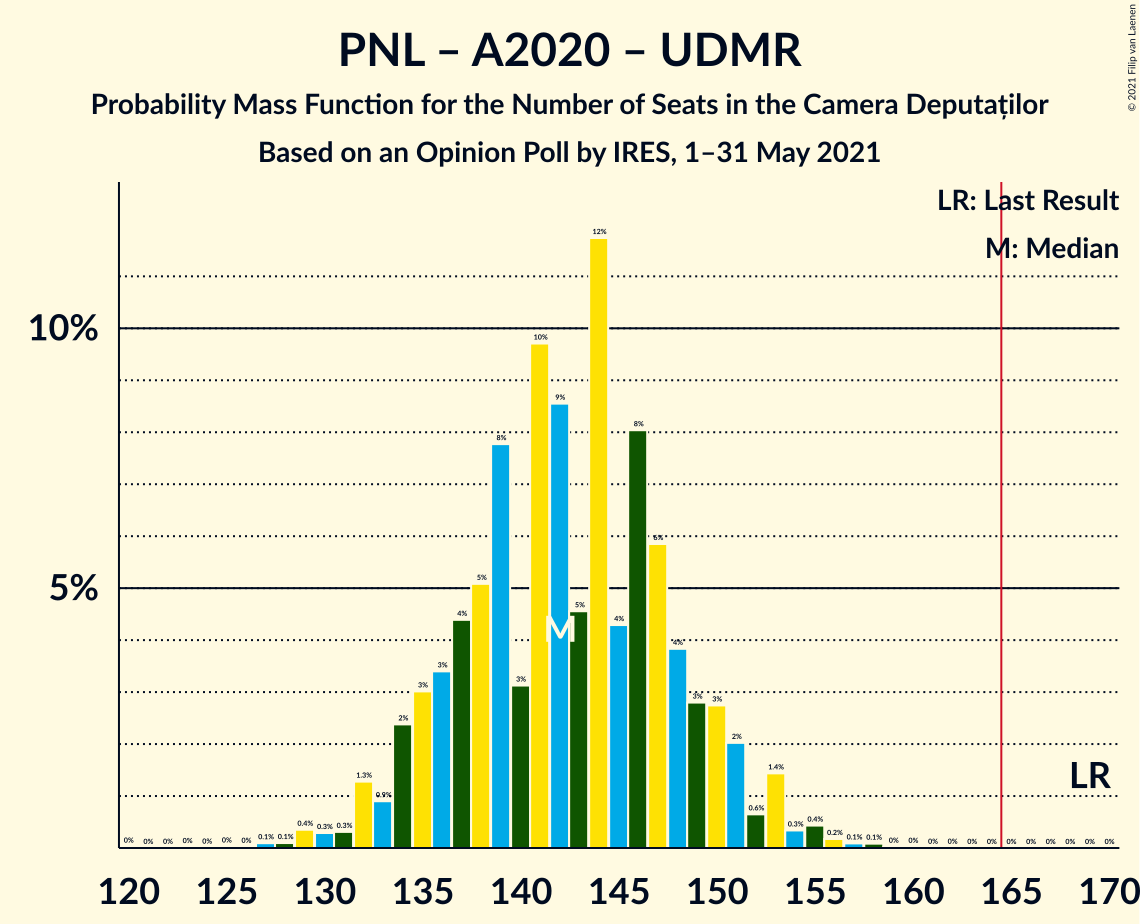 PNL – A2020 – UDMR
Probability Mass Function for the Number of Seats in the Camera Deputaților
Based on an Opinion Poll by IRES, 1–31 May 2021
© 2021 Filip van Laenen
LR: Last Result
M: Median
10%
5%
0% 0% 0% 0% 0% 0% 0% 0.1% 0.1% 0.4% 0.3% 0.3% 1.3% 0.9% 2% 3% 3% 4% 5% 8% 3% 10% 9% 5% 12% 4% 8% 6% 4% 3% 3% 2% 0.6% 1.4% 0.3% 0.4% 0.2% 0.1% 0.1% 0% 0% 0% 0% 0% 0% 0% 0% 0% 0% 0% 0%
M
LR
120 125 130 135 140 145 150 155 160 165 170